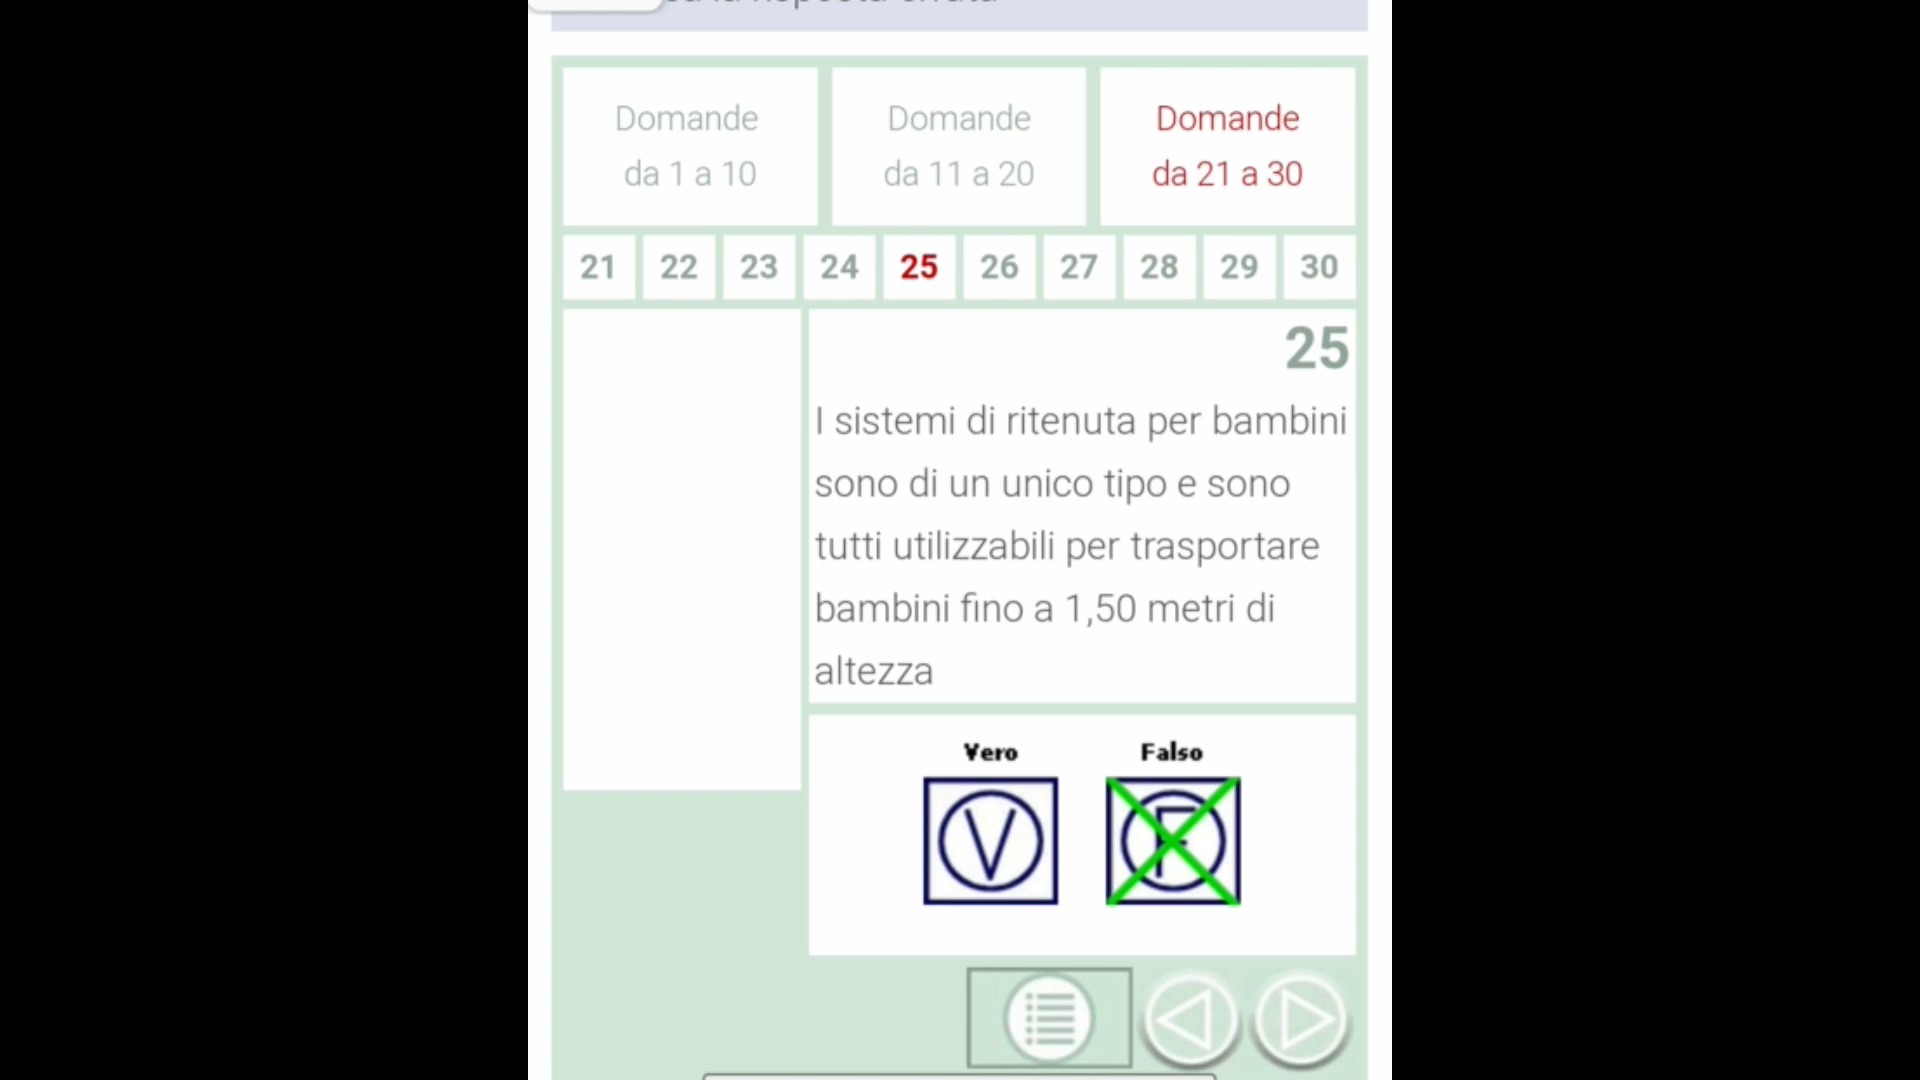 risposta errata
Domande
da 1 a 10
Domande
da 11 a 20
Domande
da 21 a 30
21 22 23 24 25 26 27 28 29 30
25
I sistemi di ritenuta per bambini
sono di un unico tipo e sono
tutti utilizzabili per trasportare
bambini fino a 1,50 metri di
altezza
Vero Falso
V F